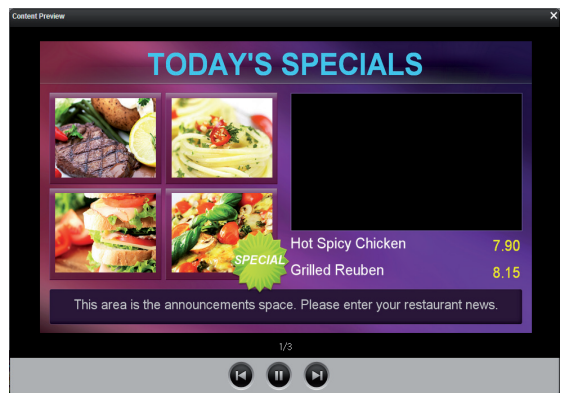 Content Preview
TODAY'S SPECIALS
Hot Spicy Chicken 7.90
SPECIAL
Grilled Reuben 8.15
This area is the announcements space. Please enter your restaurant news.
1/3